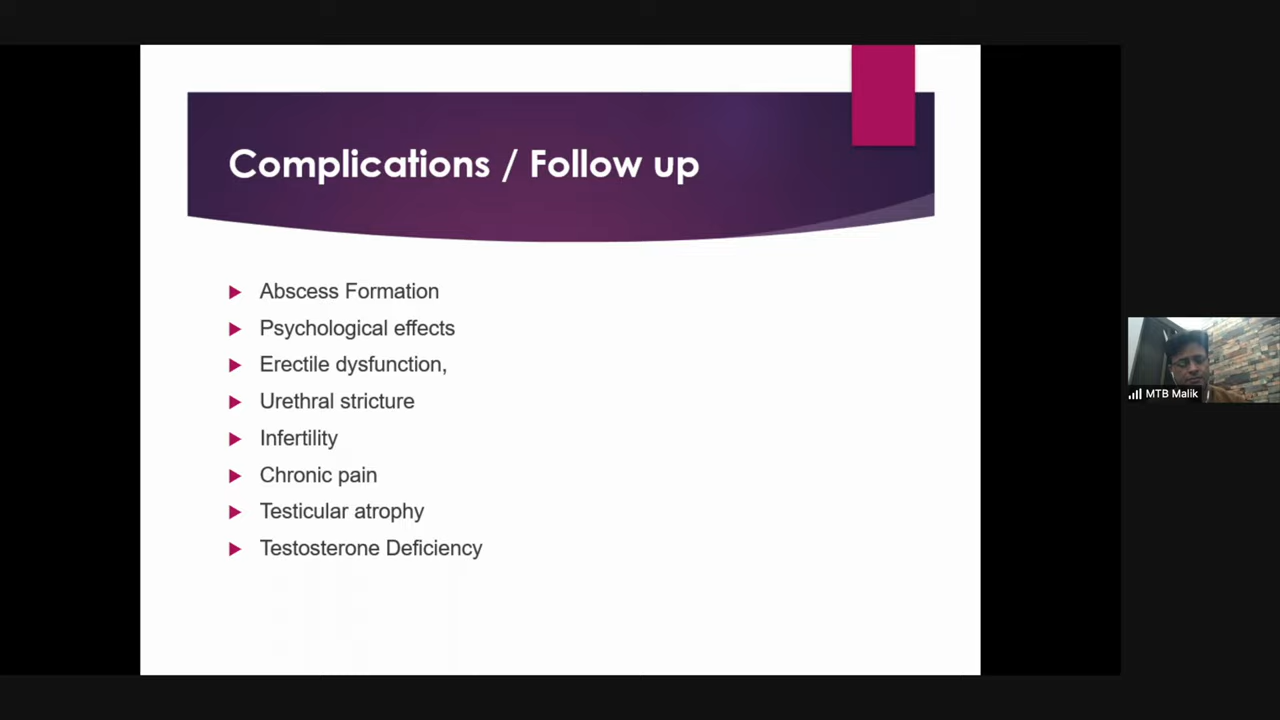 Complications / Follow up
Abscess Formation
Psychological effects
Erectile dysfunction,
Urethral stricture
Infertility
Chronic pain
Testicular atrophy
Testosterone Deficiency
MTB Malik